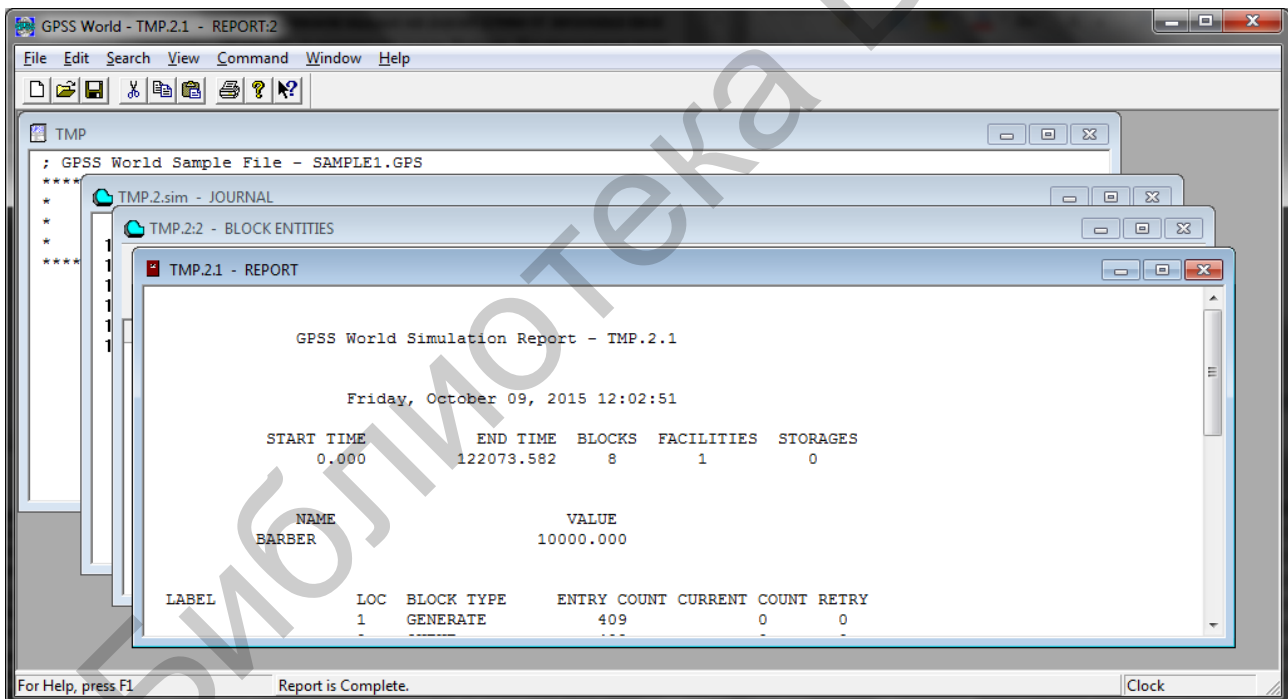 GPSS World - TMP.2.1 - REPORT:2
File Edit Search View Command Window Help
TMP
; GPSS World Sample File - SAMPLE1.GPS
****
*
*
*
****
TMP.2.sim - JOURNAL
TMP.2:2 - BLOCK ENTITIES
TMP.2.1 - REPORT
GPSS World Simulation Report - TMP.2.1
Friday, October 09, 2015 12:02:51
START TIME END TIME BLOCKS FACILITIES STORAGES
0.000 122073.582 8 1 0
NAME VALUE
BARBER 10000.000
LABEL LOC BLOCK TYPE ENTRY COUNT CURRENT COUNT RETRY
1 GENERATE 409 0 0
For Help, press F1 Report is Complete. Clock
Библиотека Б